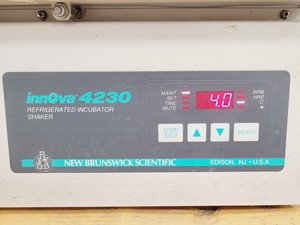 innova 4230
REFRIGERATED INCUBATOR
SHAKER
MAINT
SET
TIME
MUTE
4.0
RPM
HRS
C
START
STOP
SELECT
NEW BRUNSWICK SCIENTIFIC
EDISON, NJ • U.S.A.